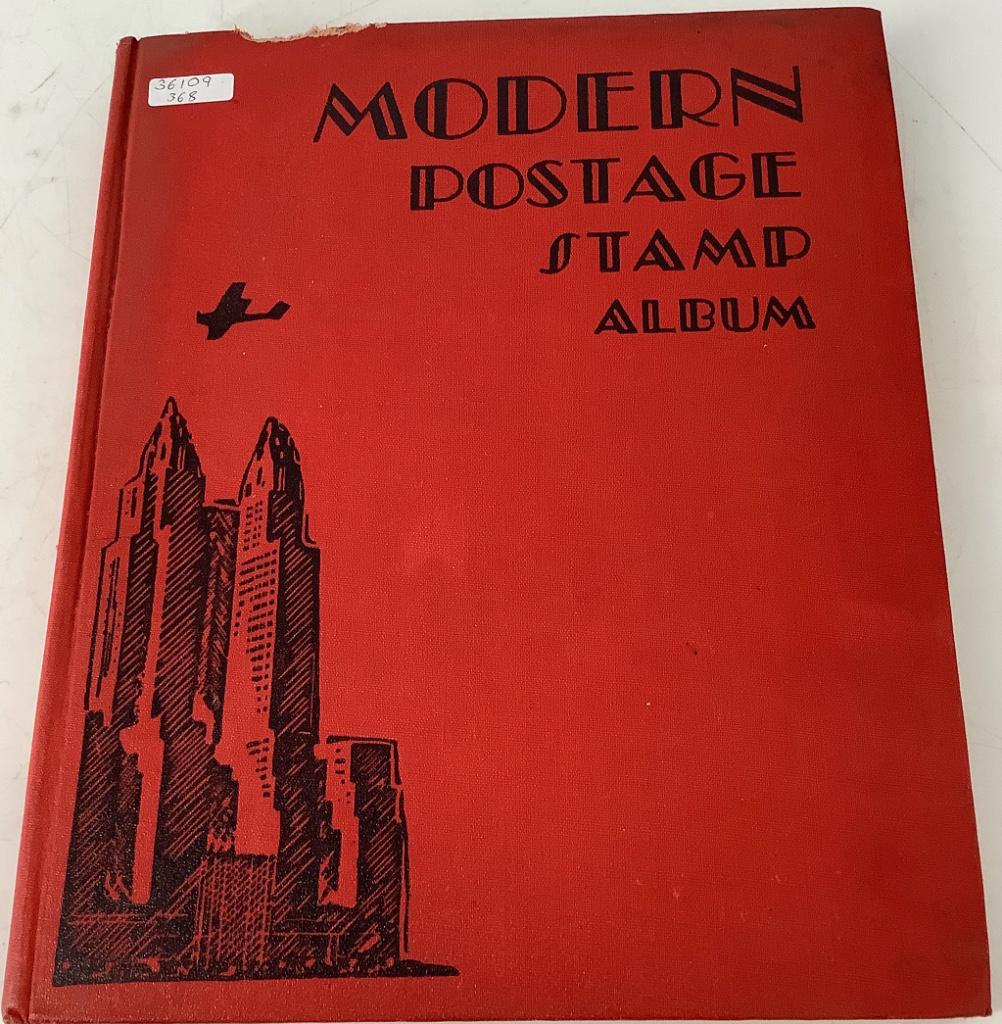 36109
368
MODERN
POSTAGE
STAMP
ALBUM